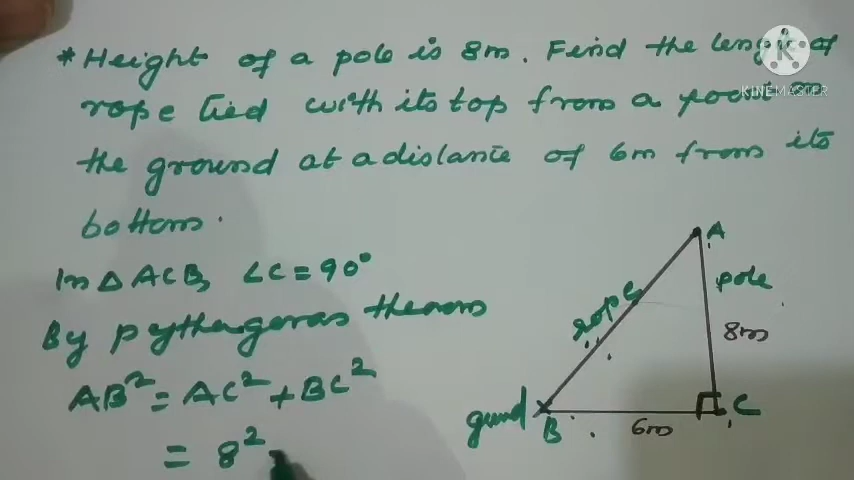 * Height of a pole is 8m. Find the length of
rope tied with its top from a point on
the ground at a distance of 6m from its
bottom.
In Δ ACB, ∠C = 90°
By pythagoras theorem
AB² = AC² + BC²
= 8²
A
pole
rope
8m
ground
B
6m
C
KINEMASTER